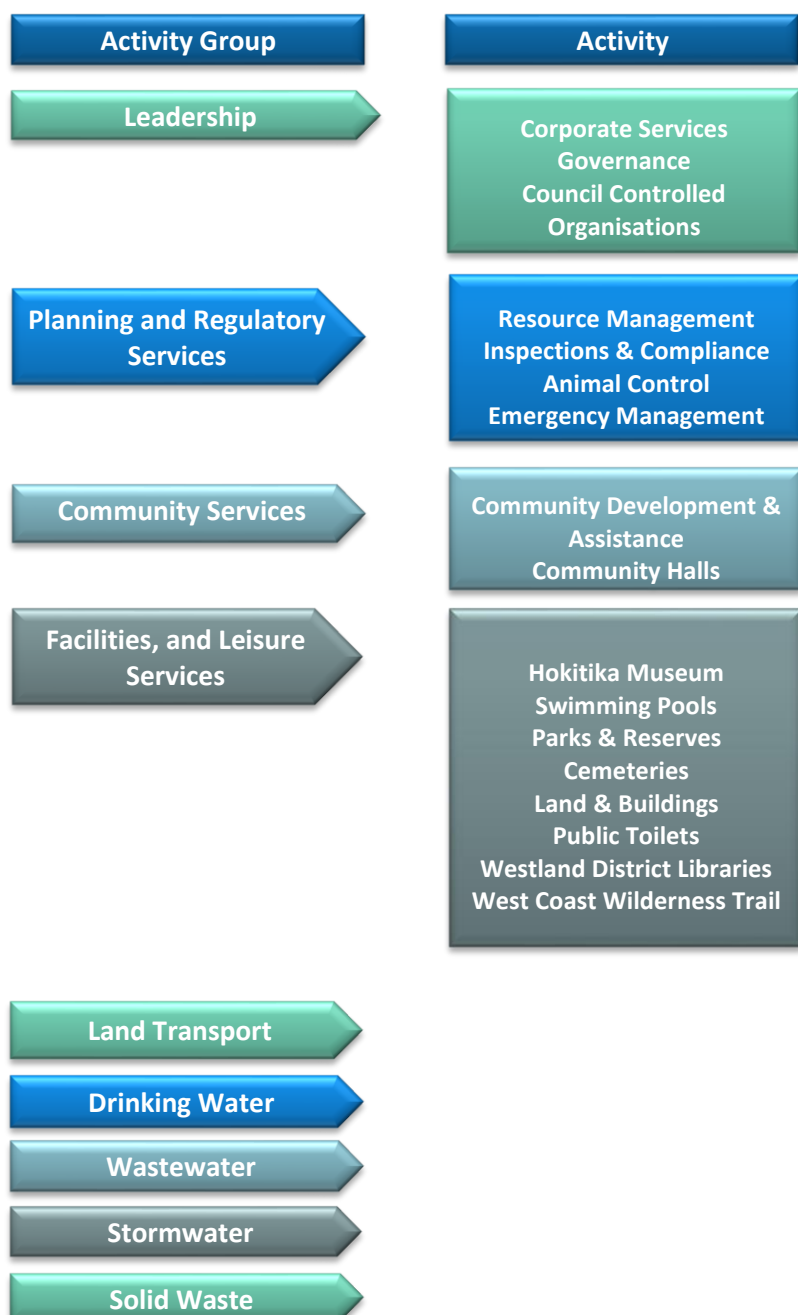 Activity Group
Activity
Leadership
Corporate Services
Governance
Council Controlled
Organisations
Planning and Regulatory
Services
Resource Management
Inspections & Compliance
Animal Control
Emergency Management
Community Services
Community Development &
Assistance
Community Halls
Facilities, and Leisure
Services
Hokitika Museum
Swimming Pools
Parks & Reserves
Cemeteries
Land & Buildings
Public Toilets
Westland District Libraries
West Coast Wilderness Trail
Land Transport
Drinking Water
Wastewater
Stormwater
Solid Waste